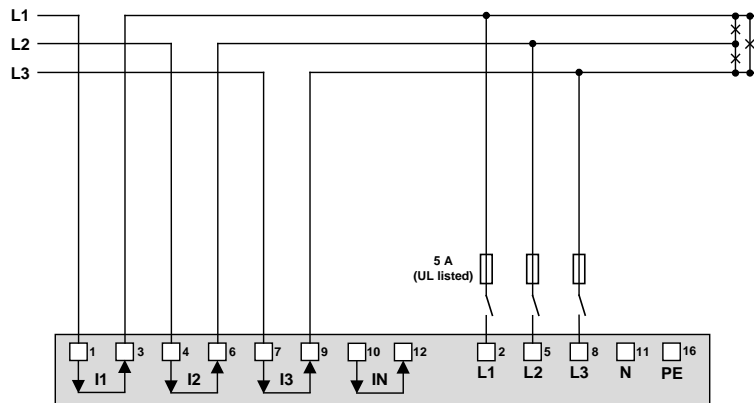 L1
L2
L3
5 A
(UL listed)
1 3 4 6 7 9 10 12 2 5 8 11 16
I1 I2 I3 IN L1 L2 L3 N PE